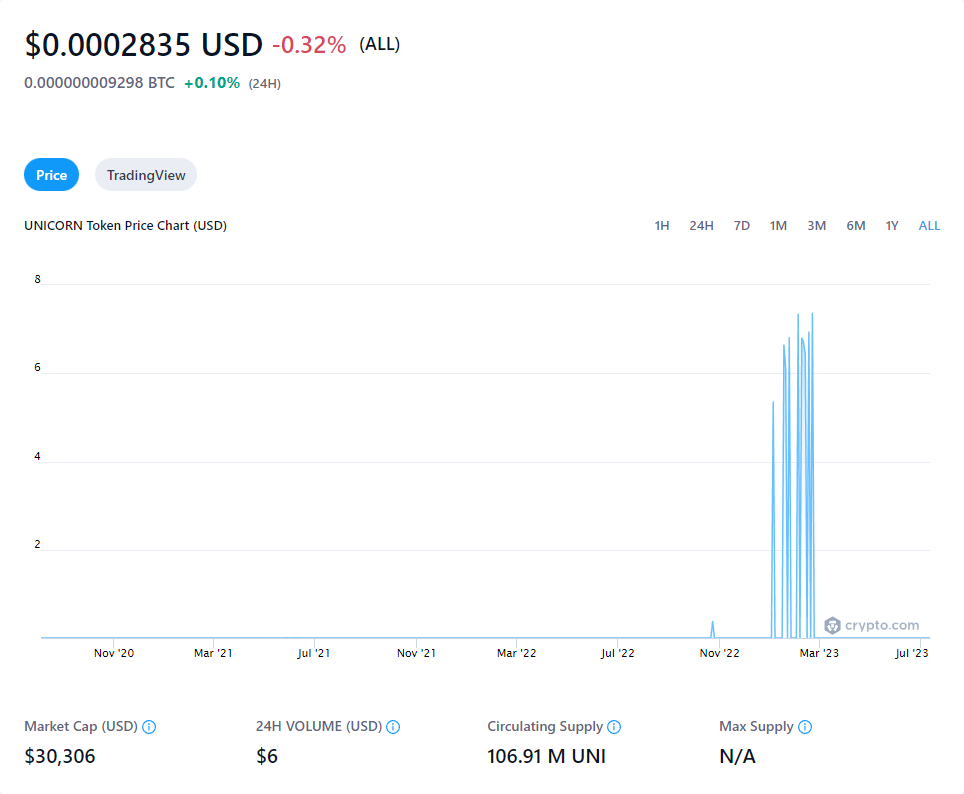 $0.0002835 USD -0.32% (ALL)
0.000000009298 BTC +0.10% (24H)
Price TradingView
UNICORN Token Price Chart (USD) 1H 24H 7D 1M 3M 6M 1Y ALL
8
6
4
2
crypto.com
Nov '20 Mar '21 Jul '21 Nov '21 Mar '22 Jul '22 Nov '22 Mar '23 Jul '23
Market Cap (USD) 24H VOLUME (USD) Circulating Supply Max Supply
$30,306 $6 106.91 M UNI N/A